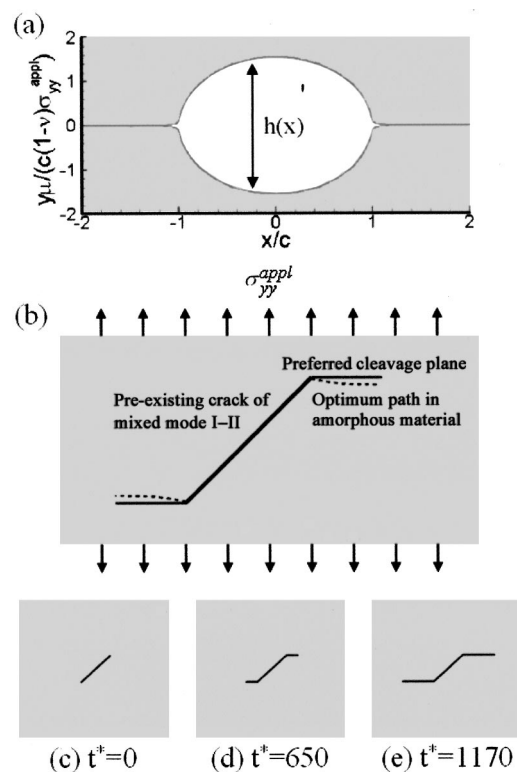 (a)
2
1
0
-1
-2
yμ/(c(1-ν)σ_yy^appl)
h(x)
'
-2 -1 0 1 2
x/c
σ_yy^appl
(b)
Preferred cleavage plane
Pre-existing crack of
mixed mode I–II
Optimum path in
amorphous material
(c) t*=0 (d) t*=650 (e) t*=1170